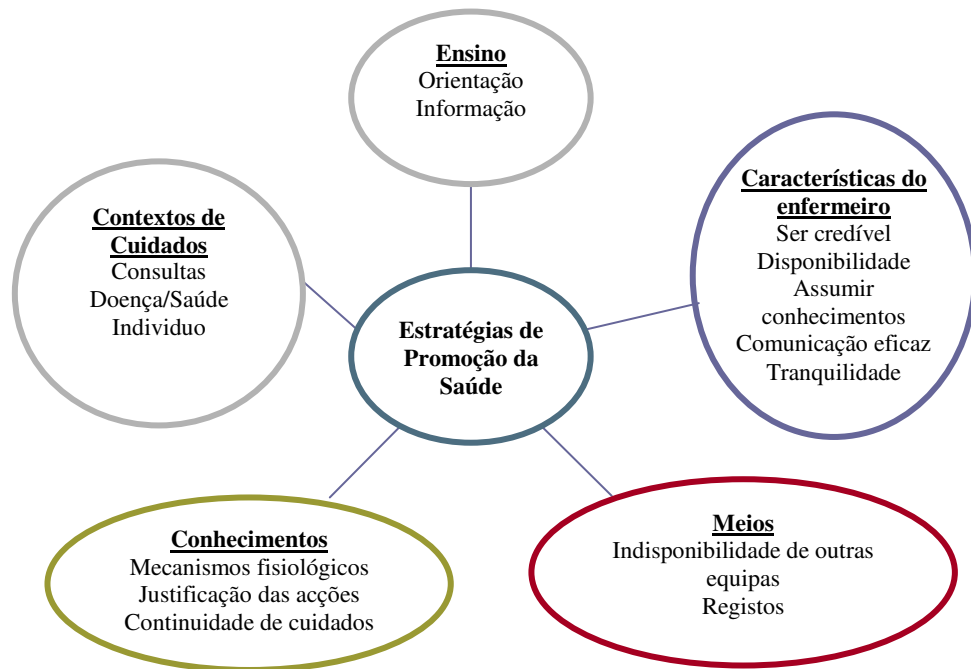 Ensino
Orientação
Informação
Contextos de
Cuidados
Consultas
Doença/Saúde
Individuo
Características do
enfermeiro
Ser credível
Disponibilidade
Assumir
conhecimentos
Comunicação eficaz
Tranquilidade
Estratégias de
Promoção da
Saúde
Conhecimentos
Mecanismos fisiológicos
Justificação das acções
Continuidade de cuidados
Meios
Indisponibilidade de outras
equipas
Registos